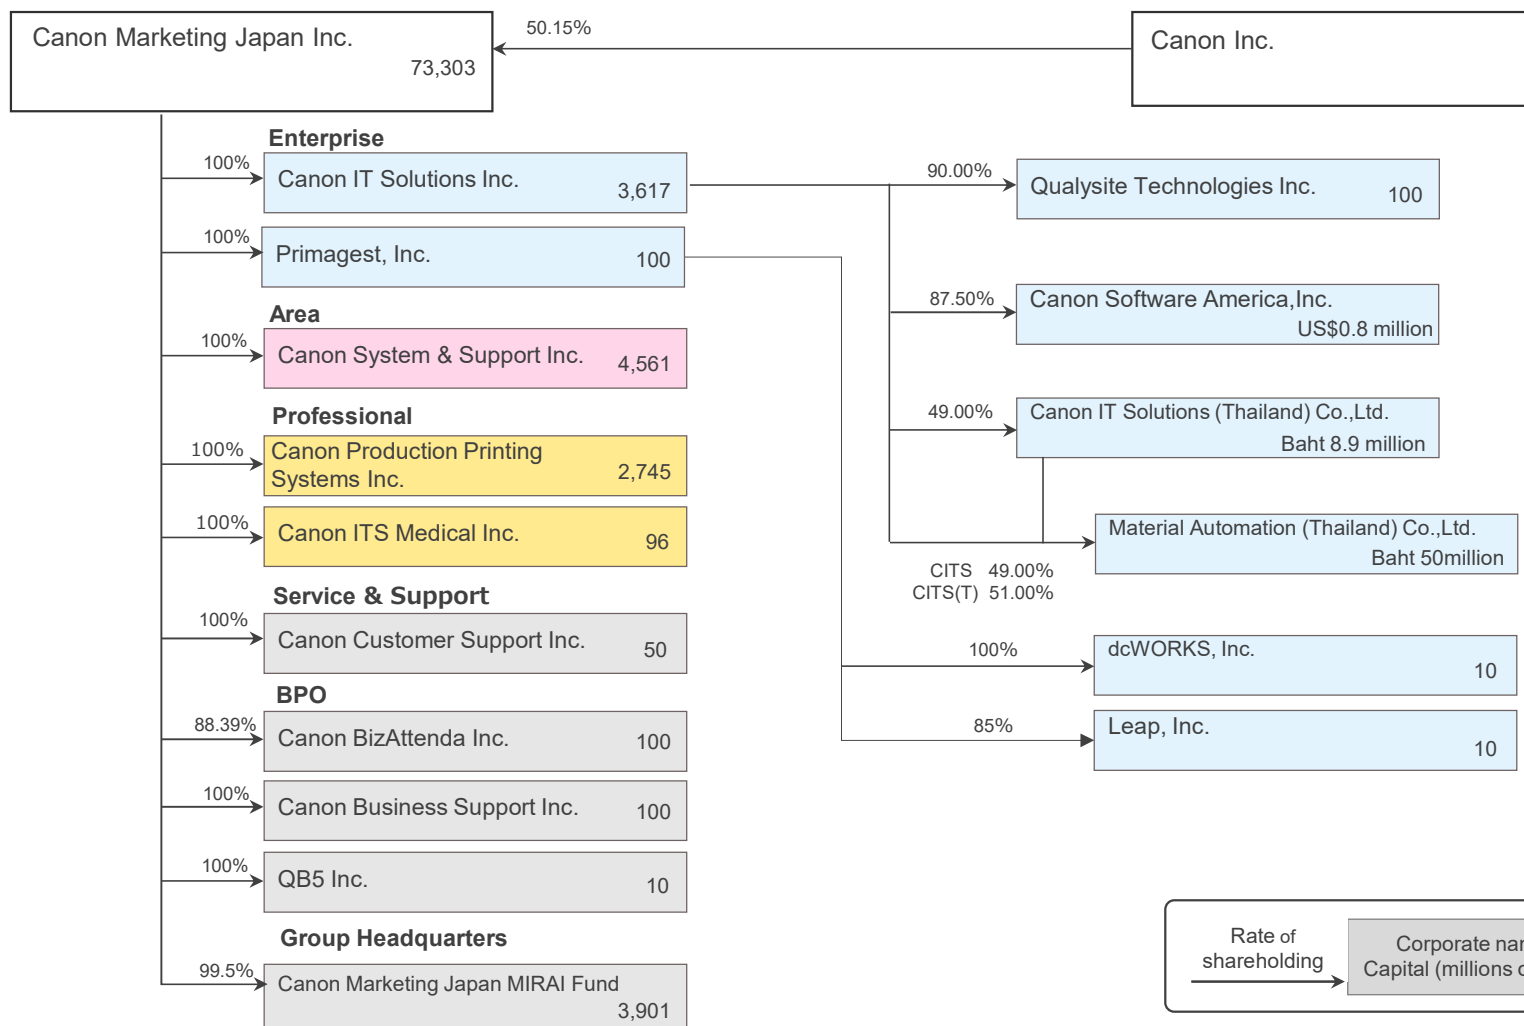 Canon Marketing Japan Inc.
73,303
50.15%
Canon Inc.
Enterprise
100%
Canon IT Solutions Inc.
3,617
90.00%
Qualysite Technologies Inc.
100
100%
Primagest, Inc.
100
87.50%
Canon Software America,Inc.
US$0.8 million
Area
100%
Canon System & Support Inc.
4,561
49.00%
Canon IT Solutions (Thailand) Co.,Ltd.
Baht 8.9 million
Professional
100%
Canon Production Printing
Systems Inc.
2,745
100%
Canon ITS Medical Inc.
96
Material Automation (Thailand) Co.,Ltd.
Baht 50million
CITS 49.00%
CITS(T) 51.00%
Service & Support
100%
Canon Customer Support Inc.
50
100%
dcWORKS, Inc.
10
BPO
88.39%
Canon BizAttenda Inc.
100
85%
Leap, Inc.
10
100%
Canon Business Support Inc.
100
100%
QB5 Inc.
10
Group Headquarters
99.5%
Canon Marketing Japan MIRAI Fund
3,901
Rate of
shareholding
Corporate
Capital (millions